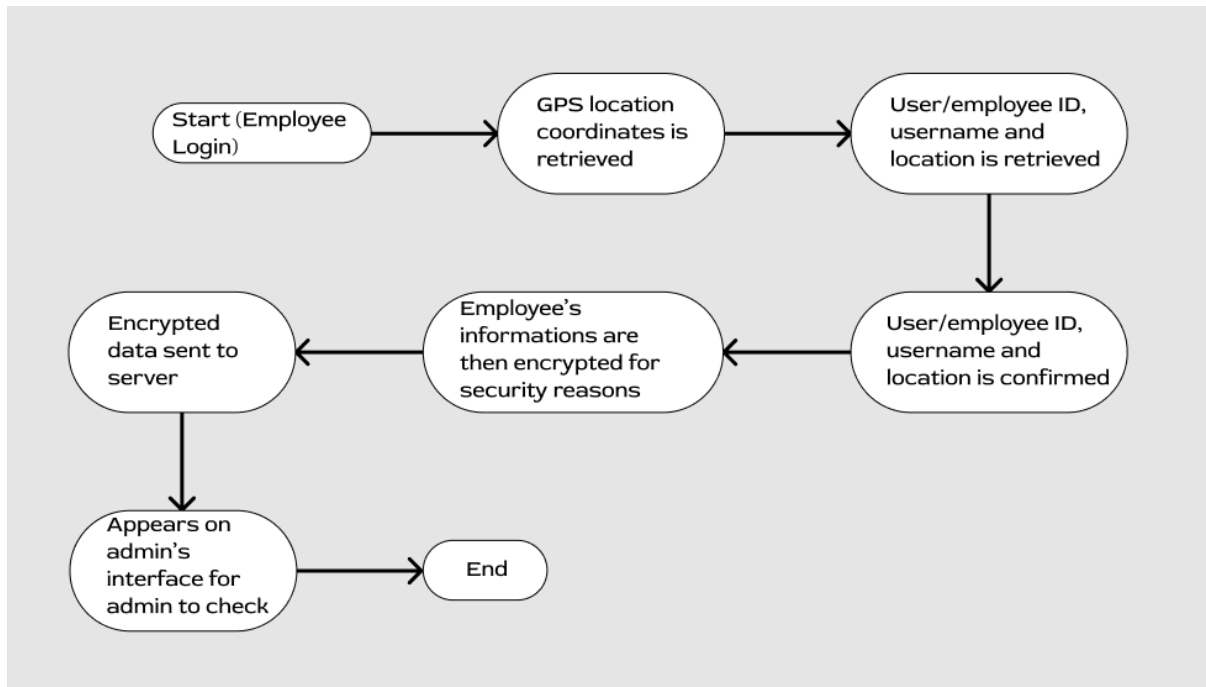 Start (Employee
Login)
GPS location
coordinates is
retrieved
User/employee ID,
username and
location is retrieved
User/employee ID,
username and
location is confirmed
Employee’s
informations are
then encrypted for
security reasons
Encrypted
data sent to
server
Appears on
admin’s
interface for
admin to check
End